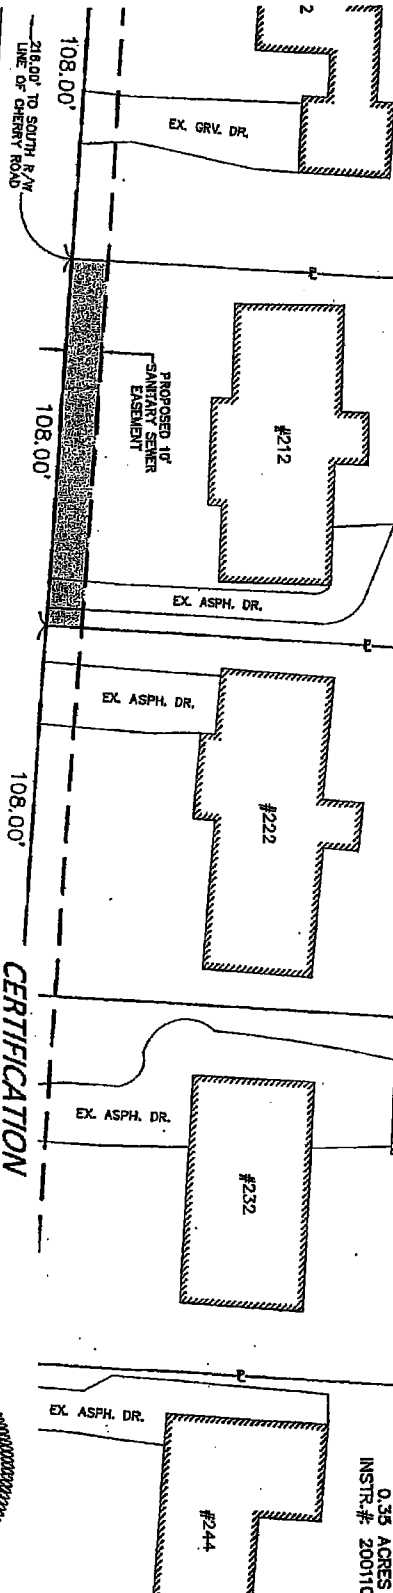 2
108.00'
216.00' TO SOUTH R/W
LINE OF CHERRY ROAD
EX. GRV. DR.
PROPOSED 10'
SANITARY SEWER
EASEMENT
108.00'
#212
EX. ASPH. DR.
EX. ASPH. DR.
#222
108.00'
CERTIFICATION
EX. ASPH. DR.
#232
EX. ASPH. DR.
#244
0.35 ACRES
INSTR.# 200110